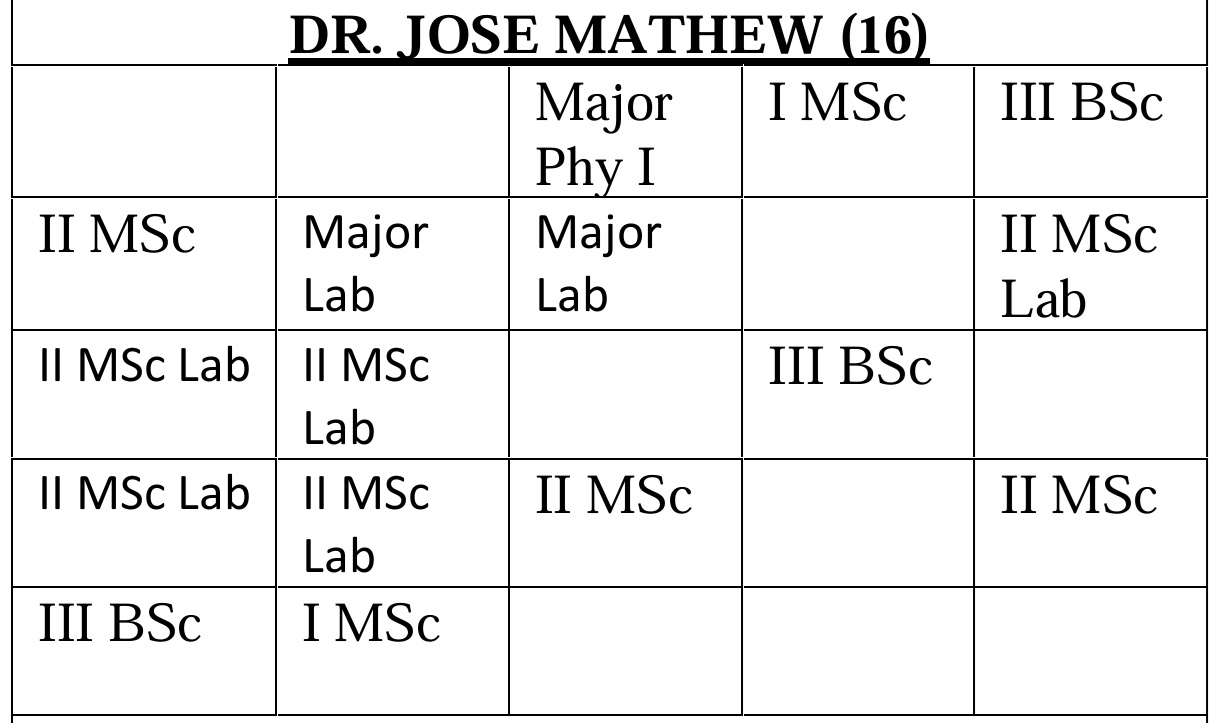 DR. JOSE MATHEW (16)
Major Phy I I MSc III BSc
II MSc Major Lab Major Lab II MSc Lab
II MSc Lab II MSc Lab III BSc
II MSc Lab II MSc Lab II MSc II MSc
III BSc I MSc